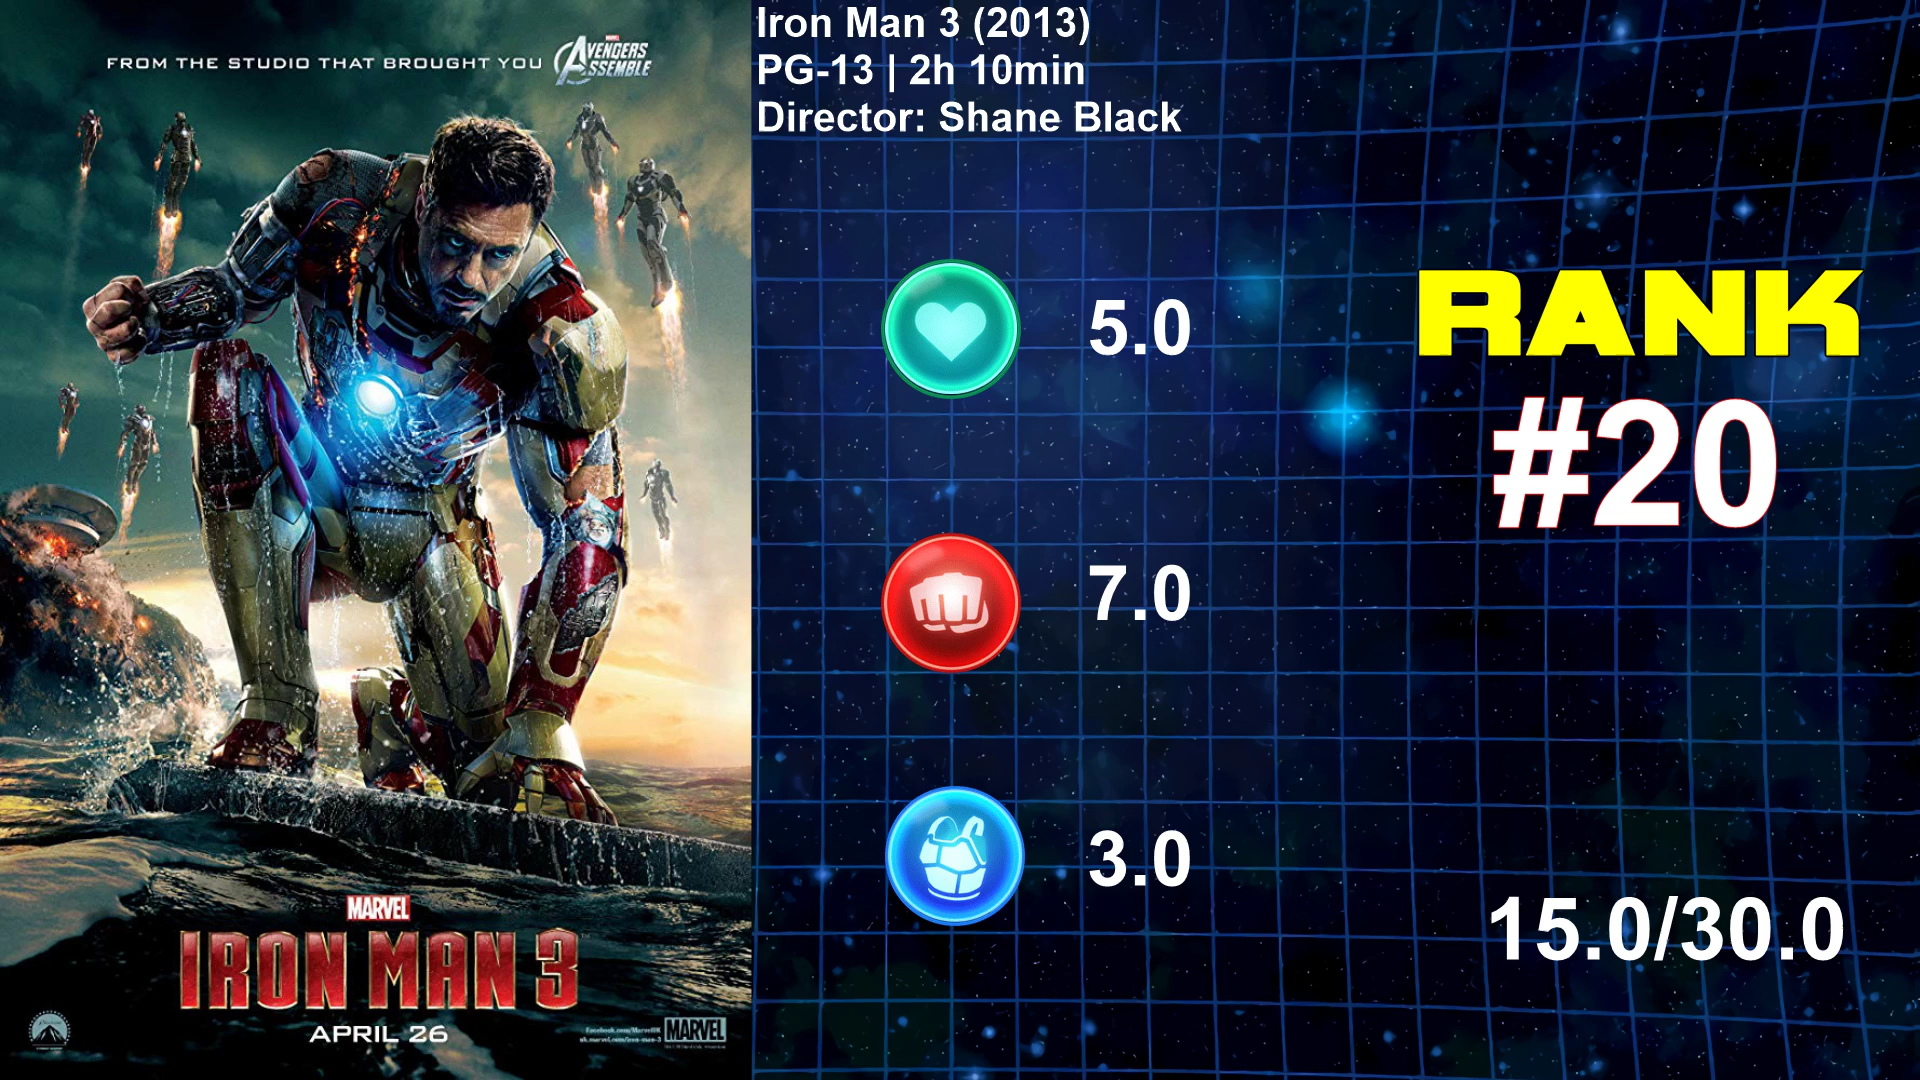 FROM THE STUDIO THAT BROUGHT YOU
MARVEL
AVENGERS
ASSEMBLE
MARVEL
IRON MAN 3
APRIL 26
MARVEL
Iron Man 3 (2013)
PG-13 | 2h 10min
Director: Shane Black
5.0
7.0
3.0
RANK
#20
15.0/30.0